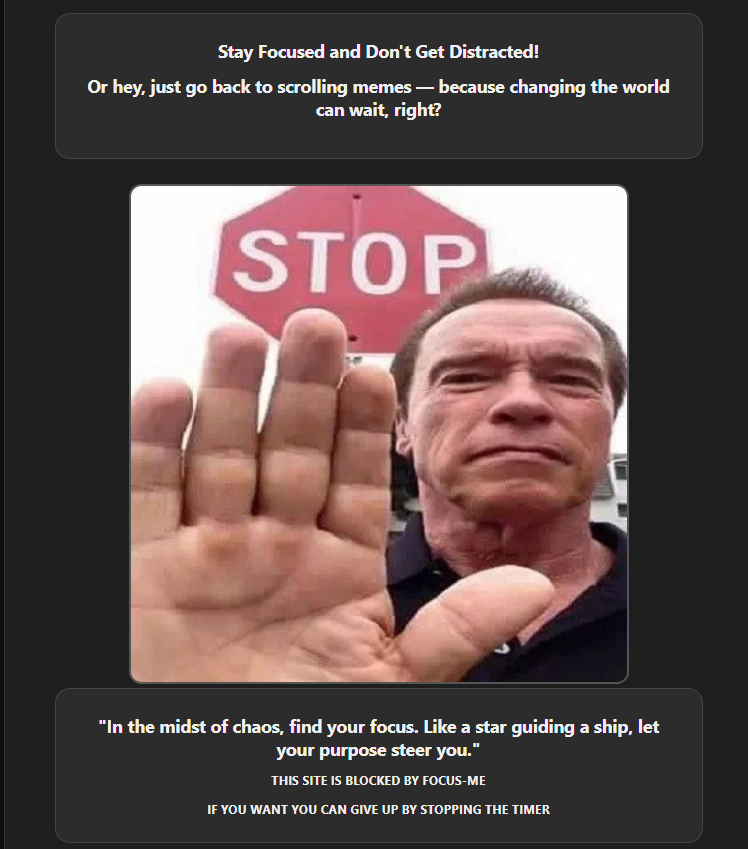 Stay Focused and Don't Get Distracted!
Or hey, just go back to scrolling memes — because changing the world
can wait, right?
STOP
"In the midst of chaos, find your focus. Like a star guiding a ship, let
your purpose steer you."
THIS SITE IS BLOCKED BY FOCUS-ME
IF YOU WANT YOU CAN GIVE UP BY STOPPING THE TIMER